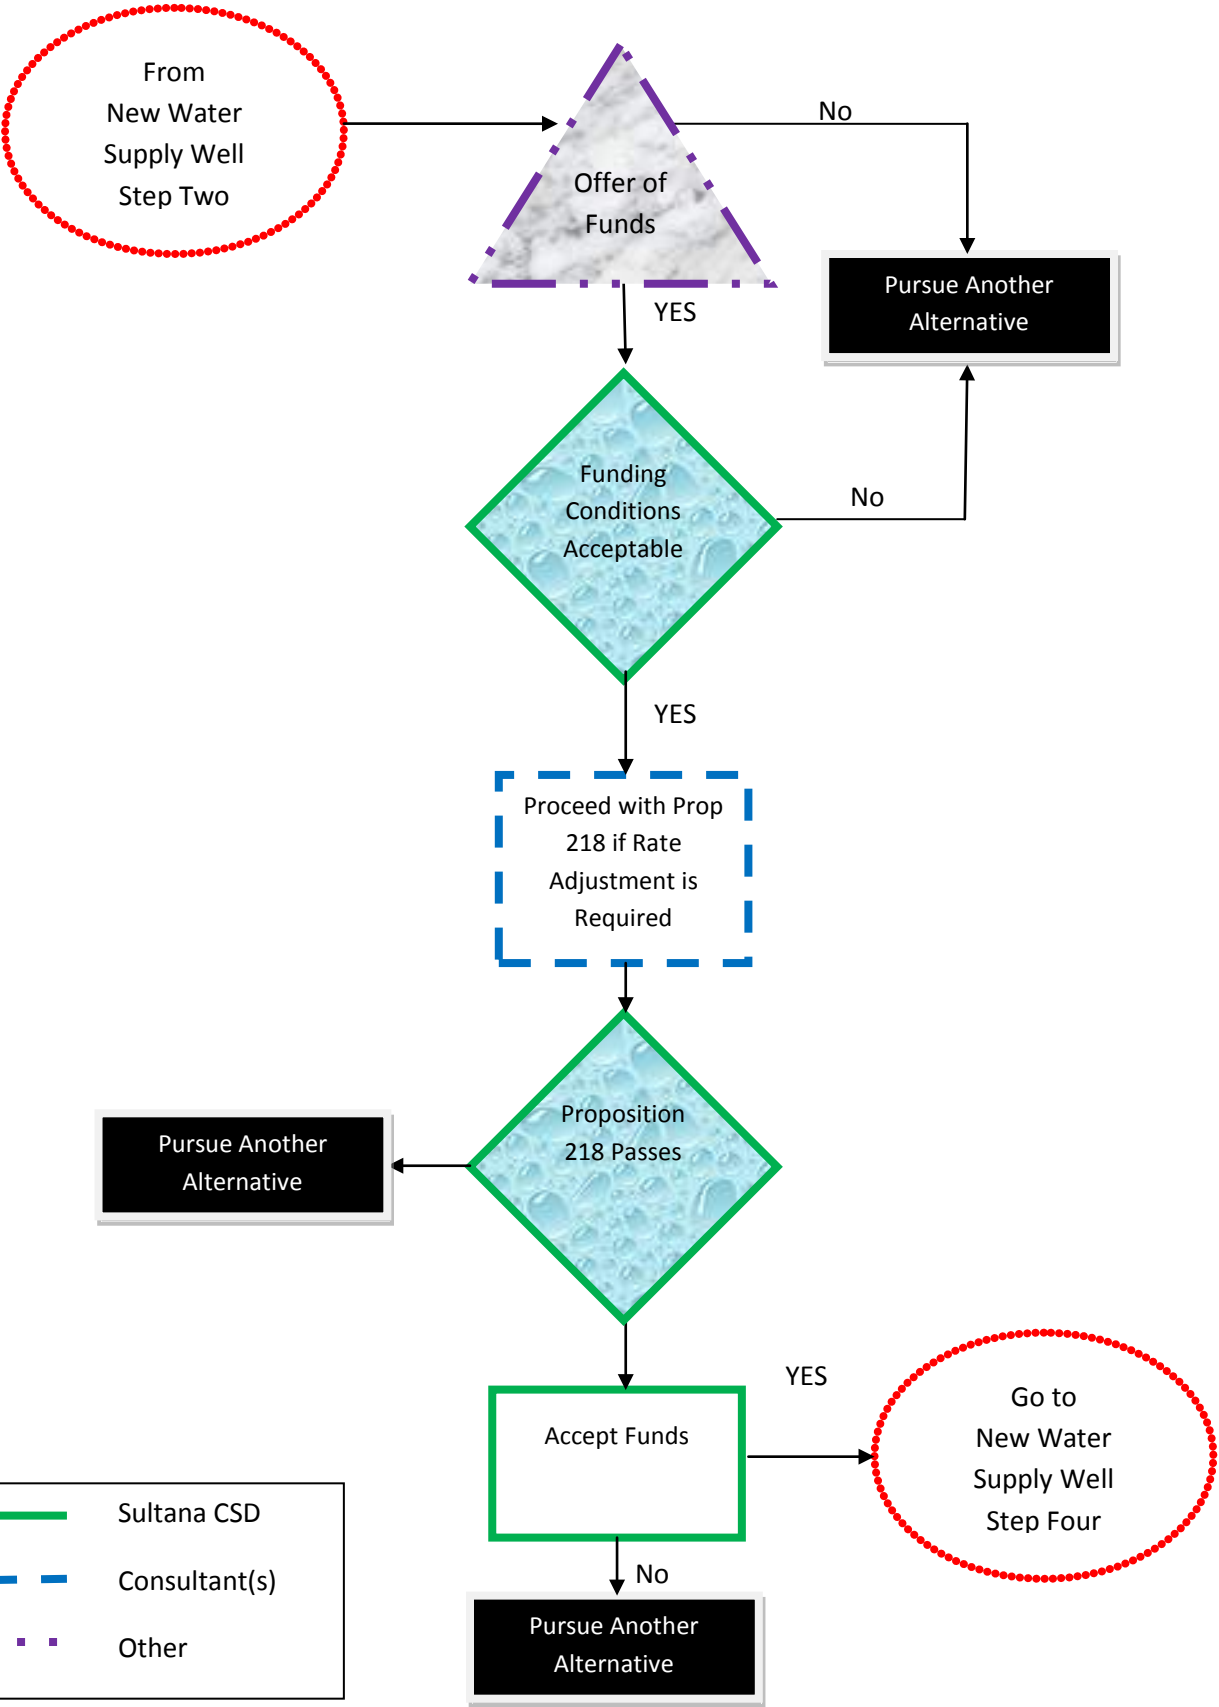 From
New Water
Supply Well
Step Two
Offer of
Funds
No
Pursue Another
Alternative
YES
Funding
Conditions
Acceptable
No
YES
Proceed with Prop
218 if Rate
Adjustment is
Required
Proposition
218 Passes
Pursue Another
Alternative
YES
Accept Funds
Go to
New Water
Supply Well
Step Four
No
Pursue Another
Alternative
Sultana CSD
Consultant(s)
Other